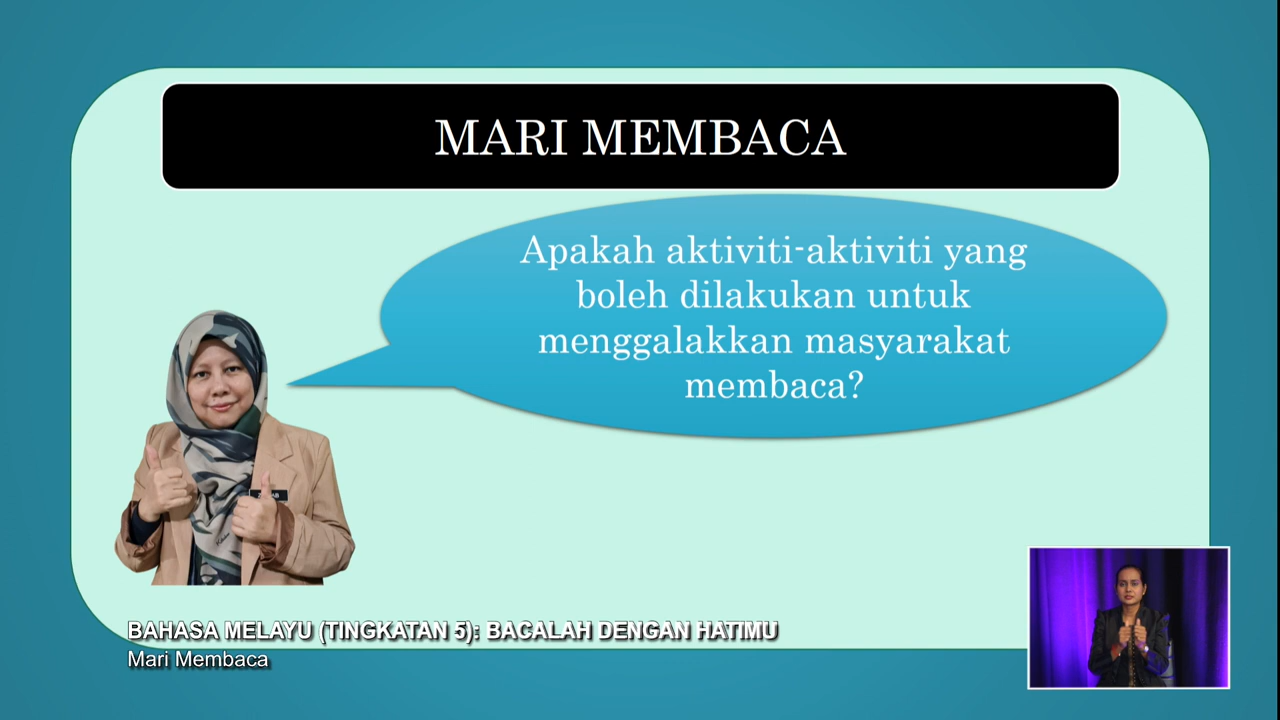 MARI MEMBACA
Apakah aktiviti-aktiviti yang
boleh dilakukan untuk
menggalakkan masyarakat
membaca?
BAHASA MELAYU (TINGKATAN 5): BACALAH DENGAN HATIMU
Mari Membaca